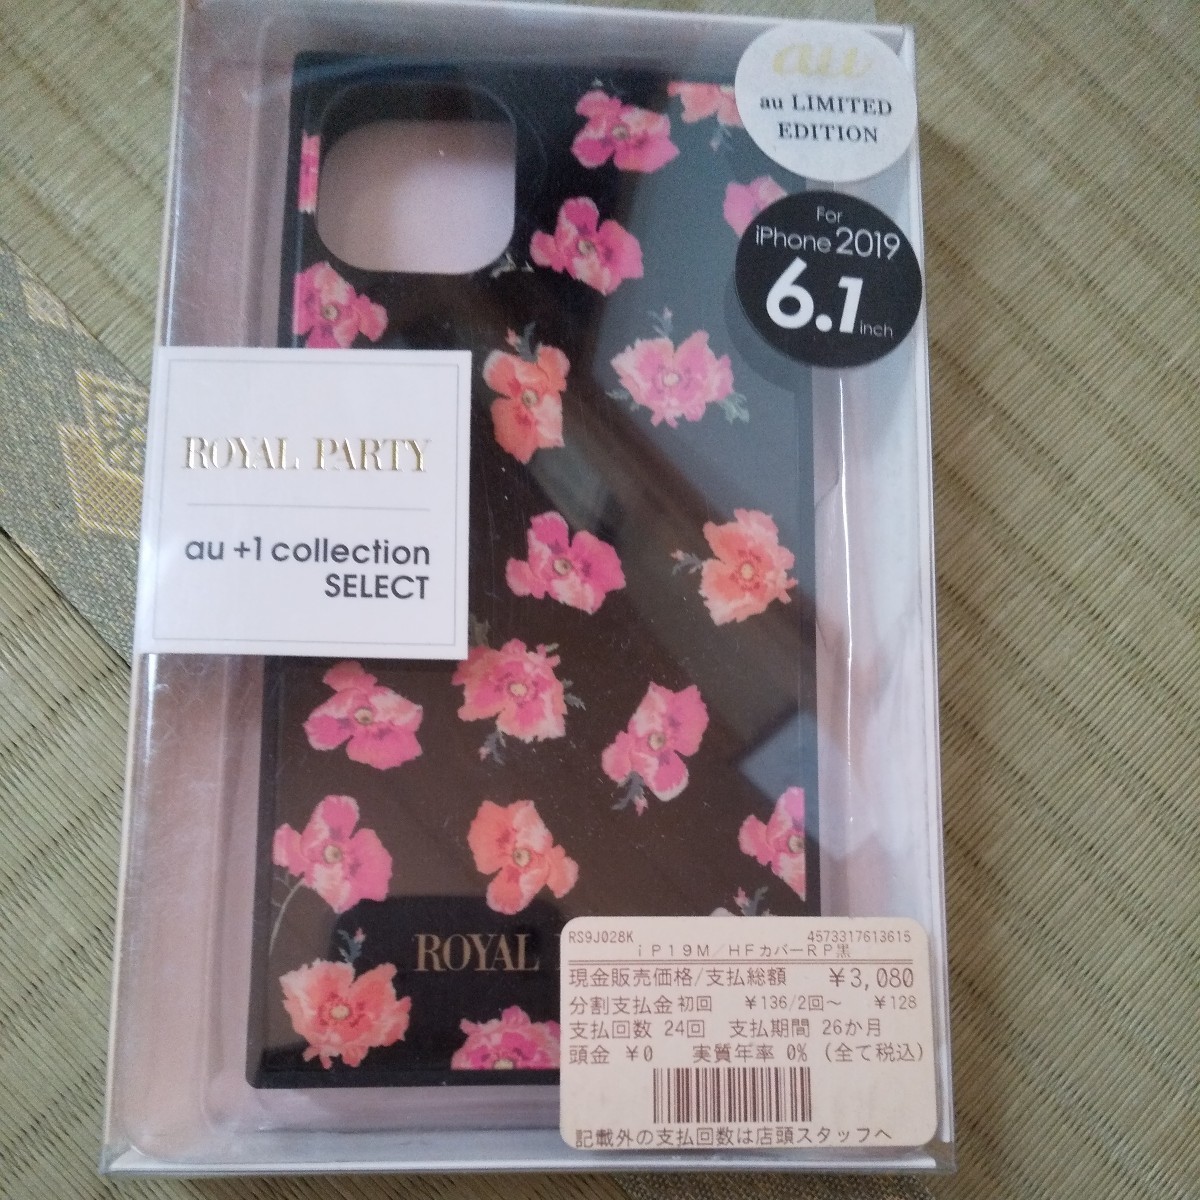 au
au LIMITED
EDITION
For
iPhone 2019
6.1 inch
ROYAL PARTY
au +1 collection
SELECT
ROYAL
RS9J028K 4573317613615
iP19M/HFカバーRP黒
現金販売価格/支払総額 ￥3,080
分割支払金初回 ￥136/2回～ ￥128
支払回数 24回 支払期間 26か月
頭金 ￥0 実質年率 0% (全て税込)
記載外の支払回数は店頭スタッフへ